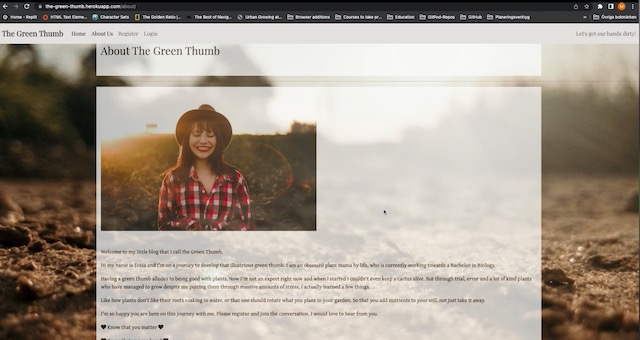 the-green-thumb.herokuapp.com/about/
Home - Replit
HTML Text Eleme...
Character Sets
The Golden Ratio |...
The Best of Navig...
Urban Growing at...
Browser additions
Courses to take pr...
Education
GitPod-Repos
GitHub
Planeringsverktyg
Övriga bokmärken
The Green Thumb Home About Us Register Login Let's get our hands dirty!
About The Green Thumb
Welcome to my little blog that I call the Green Thumb.
Hi my name is and I'm on a journey to develop that illustrious green thumb. I am an obsessed plant mama by life, who is currently working towards a Bachelor in Biology.
Having a green thumb alludes to being good with plants. Now I'm not an expert right now and when I started I couldn't even keep a cactus alive. But through trial, error and a lot of kind plants
who have managed to grow despite me putting them through massive amounts of stress, I actually learned a few things.
Like how plants don't like their roots soaking in water, or that one should rotate what you plant in your garden. So that you add nutrients to your soil, not just take it away.
I'm so happy you are here on this journey with me. Please register and join the conversation. I would love to hear from you.
♥ Know that you matter ♥